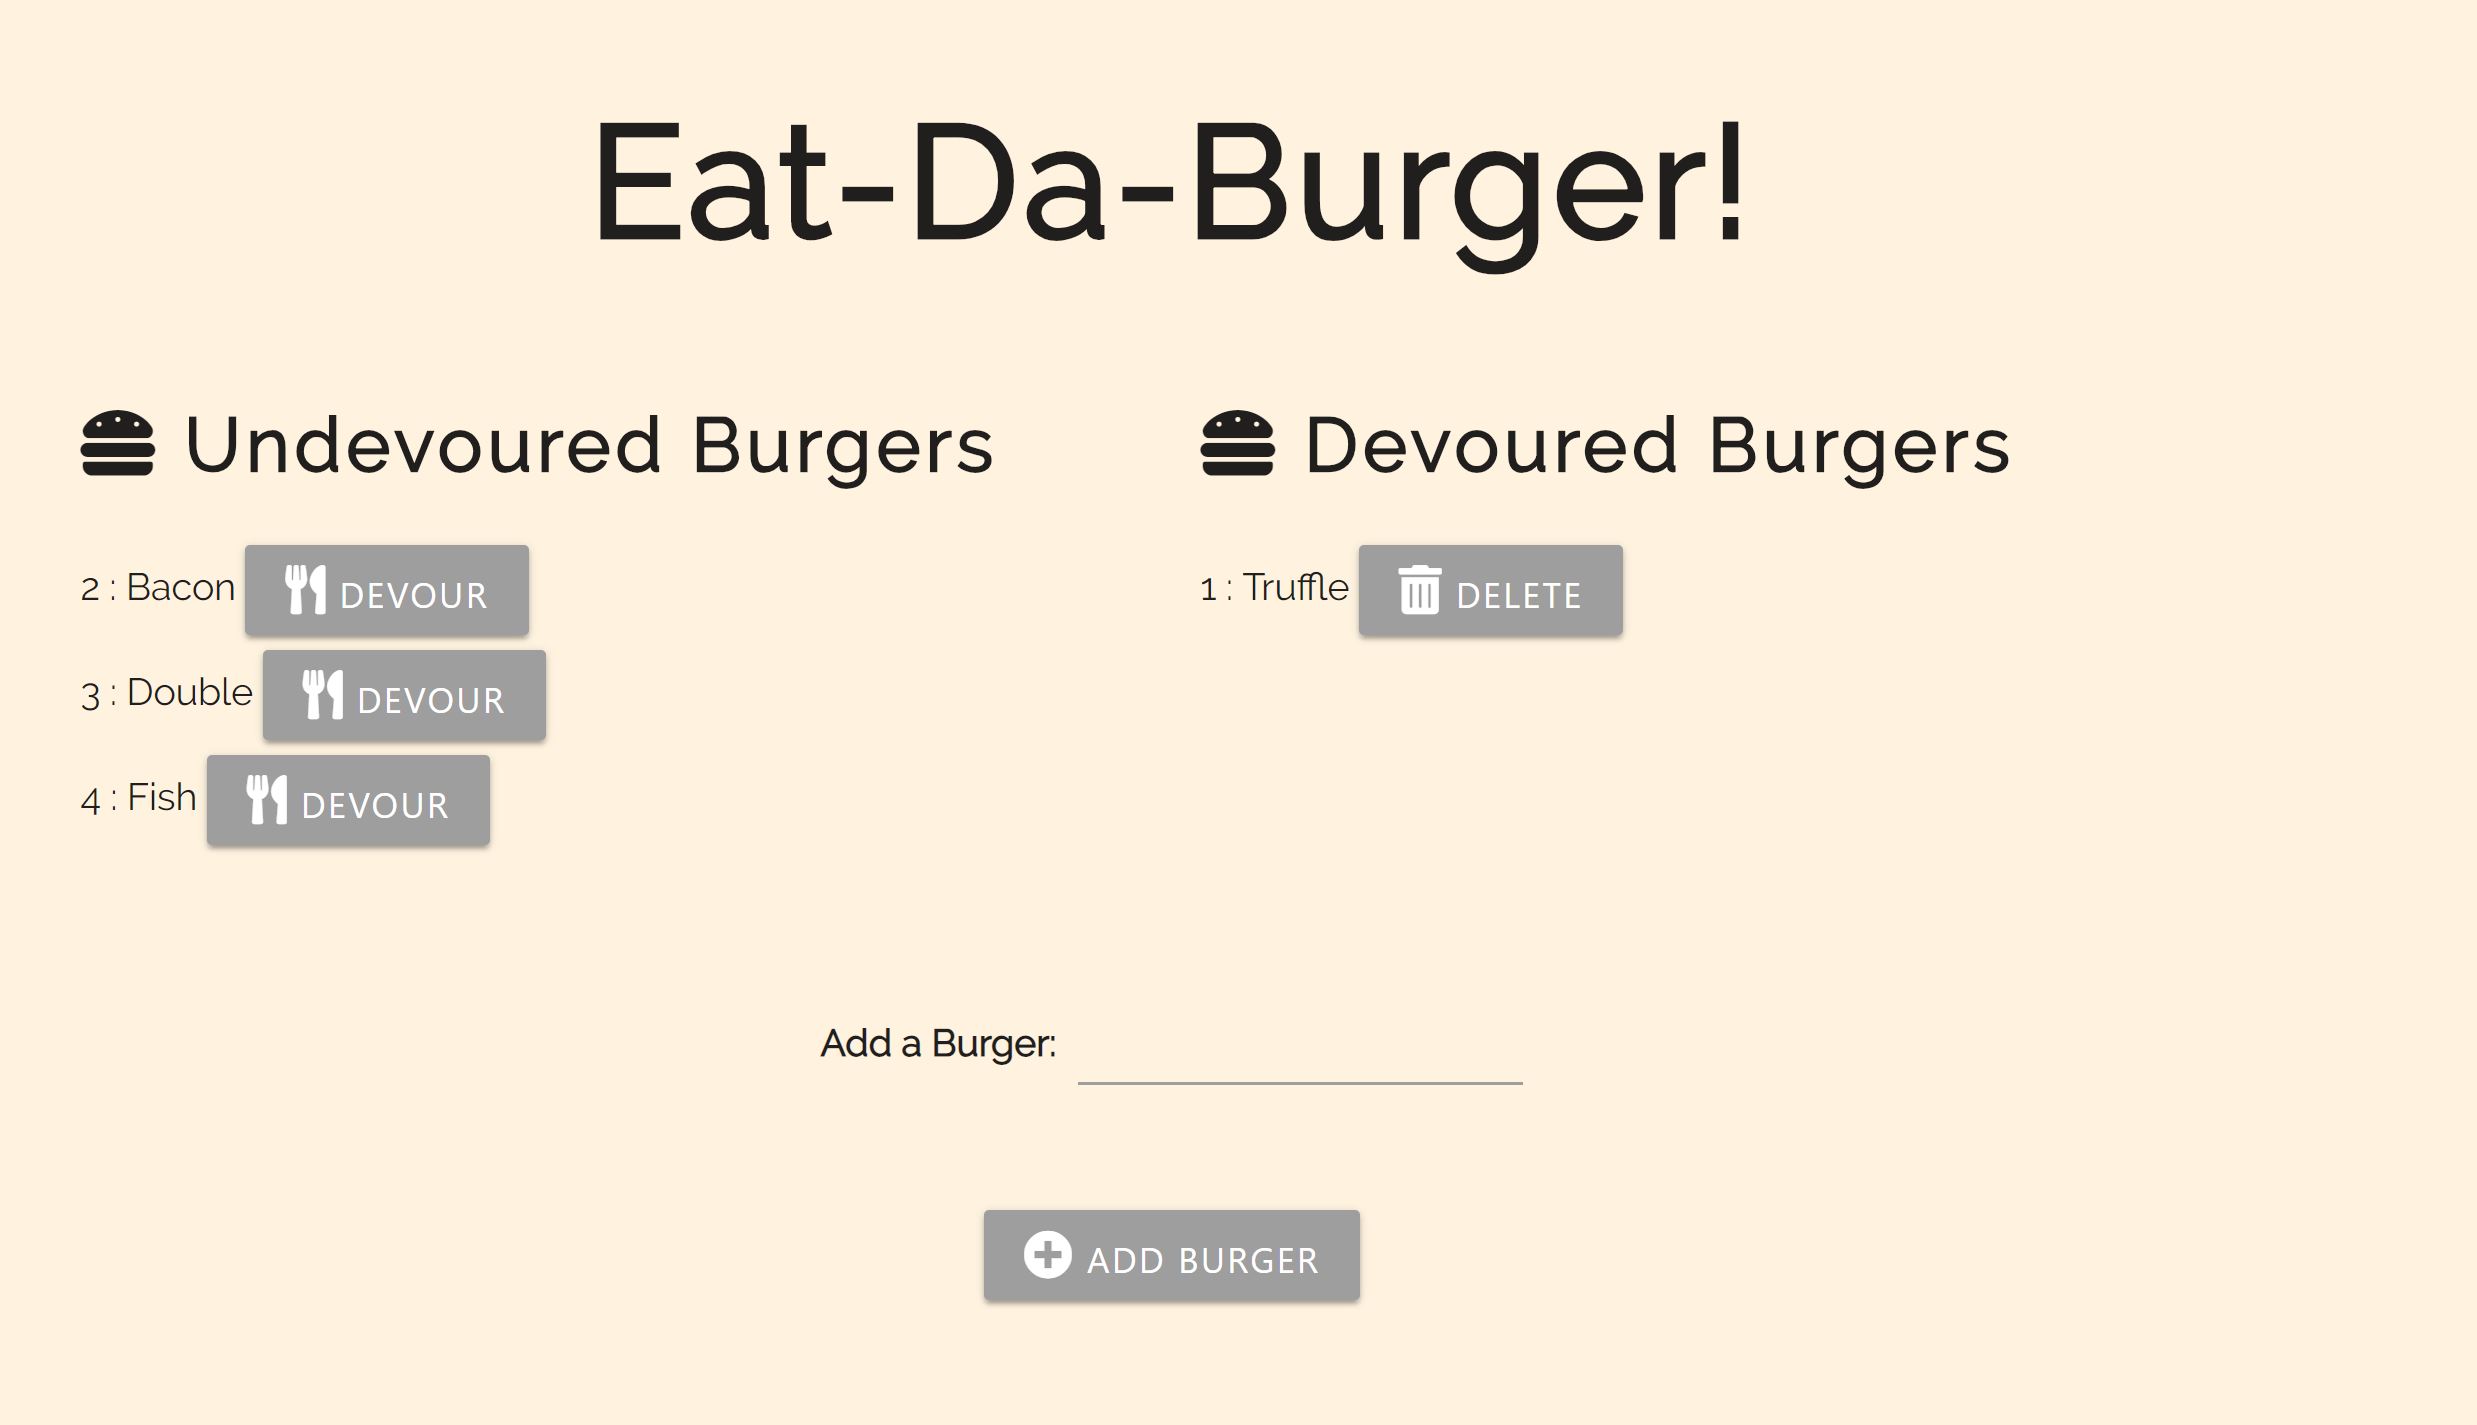 Eat-Da-Burger!
Undevoured Burgers
2 : Bacon DEVOUR
3 : Double DEVOUR
4 : Fish DEVOUR
Devoured Burgers
1 : Truffle DELETE
Add a Burger:
ADD BURGER